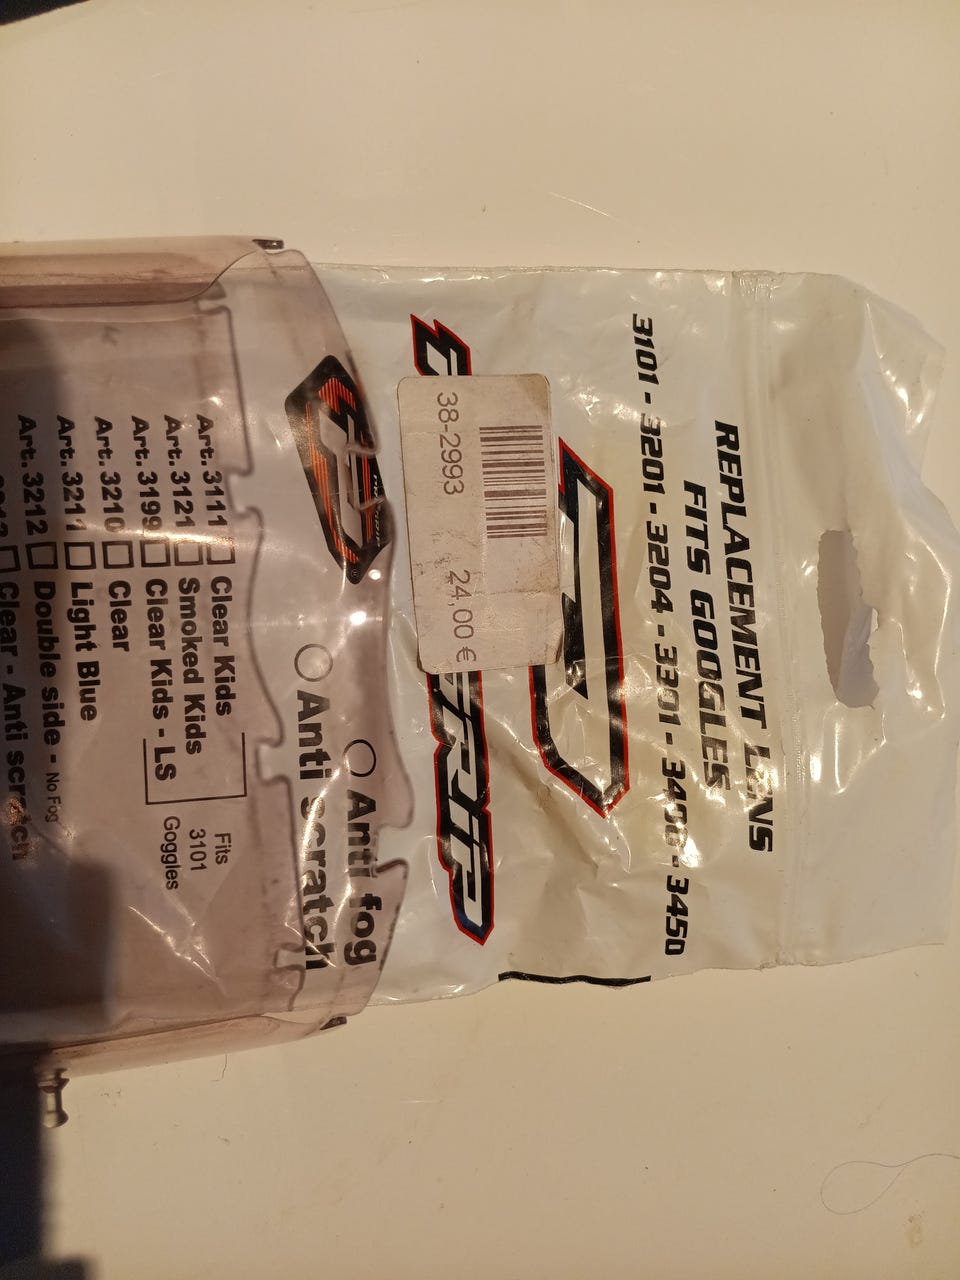 REPLACEMENT LENS
FITS GOOGLES
3101 - 3201 - 3204 - 3301 - 3400 - 3450
38-2993
24,00 €
Anti fog
Anti scratch
Art. 3111 Clear Kids
Art. 3121 Smoked Kids
Art. 3199 Clear Kids - LS
Fits
3101
Goggles
Art. 3210 Clear
Art. 3211 Light Blue
Art. 3212 Double side - No Fog
Clear - Anti scratch